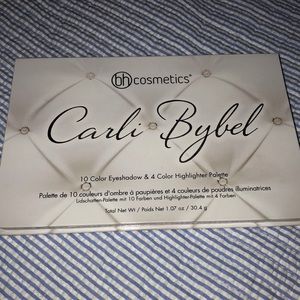 bh cosmetics®
Carli Bybel
10 Color Eyeshadow & 4 Color Highlighter Palette
Palette de 10 couleurs d'ombre à paupières et 4 couleurs de poudres illuminatrices
Lidschatten-Palette mit 10 Farben und Highlighter-Palette mit 4 Farben
Total Net Wt / Poids Net Wt 1.07 oz / 30.4 g